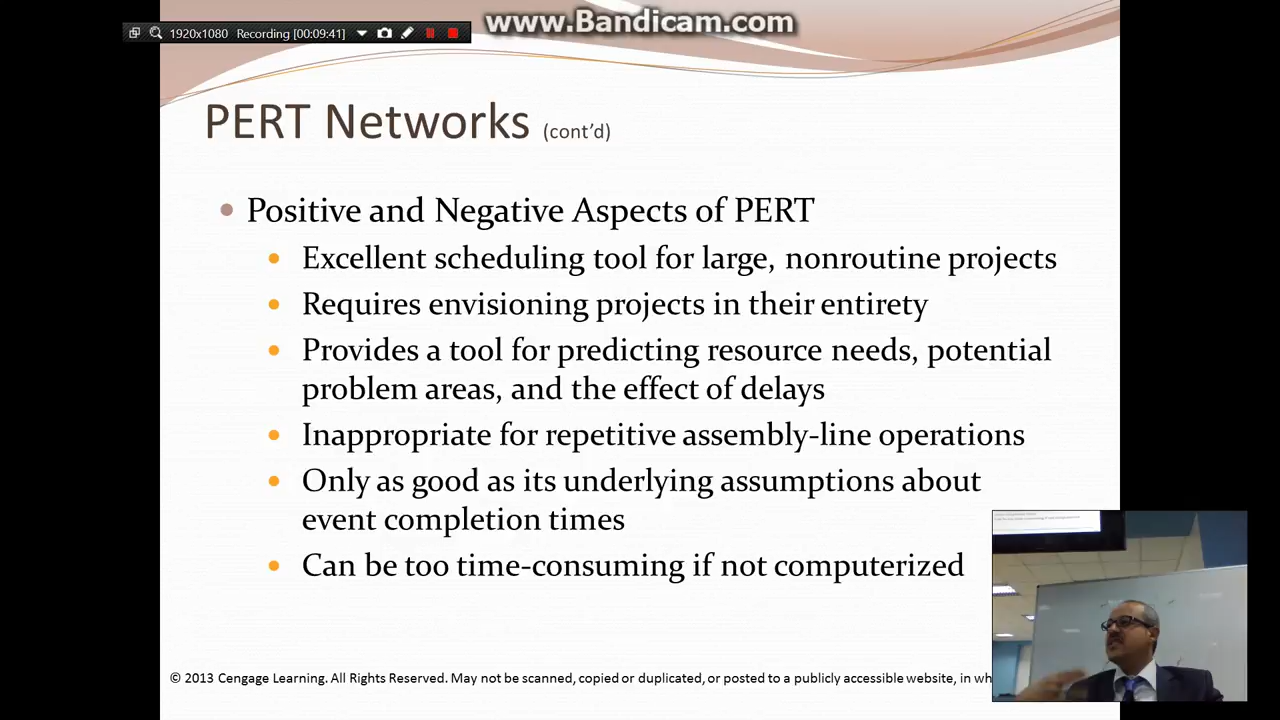 www.Bandicam.com
1920x1080 Recording [00:09:41]
PERT Networks (cont'd)
• Positive and Negative Aspects of PERT
• Excellent scheduling tool for large, nonroutine projects
• Requires envisioning projects in their entirety
• Provides a tool for predicting resource needs, potential
problem areas, and the effect of delays
• Inappropriate for repetitive assembly-line operations
• Only as good as its underlying assumptions about
event completion times
• Can be too time-consuming if not computerized
© 2013 Cengage Learning. All Rights Reserved. May not be scanned, copied or duplicated, or posted to a publicly accessible website, in